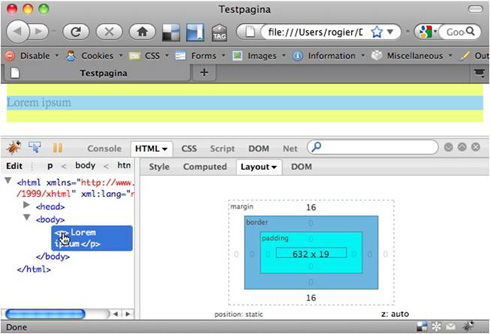 Testpagina
file:///Users/rogier/D
Goo
Disable Cookies CSS Forms Images Information Miscellaneous
Testpagina
Lorem ipsum
Console HTML CSS Script DOM Net
Edit p < body < htn
Style Computed Layout DOM
<html xmlns="http://www.
/1999/xhtml" xml:lang="n
<head>
<body>
<p>Lorem
ipsum</p>
</body>
</html>
margin 16
border 0
padding 0
0 0 0 632 x 19 0 0 0
0
0
16
position: static z: auto
Done